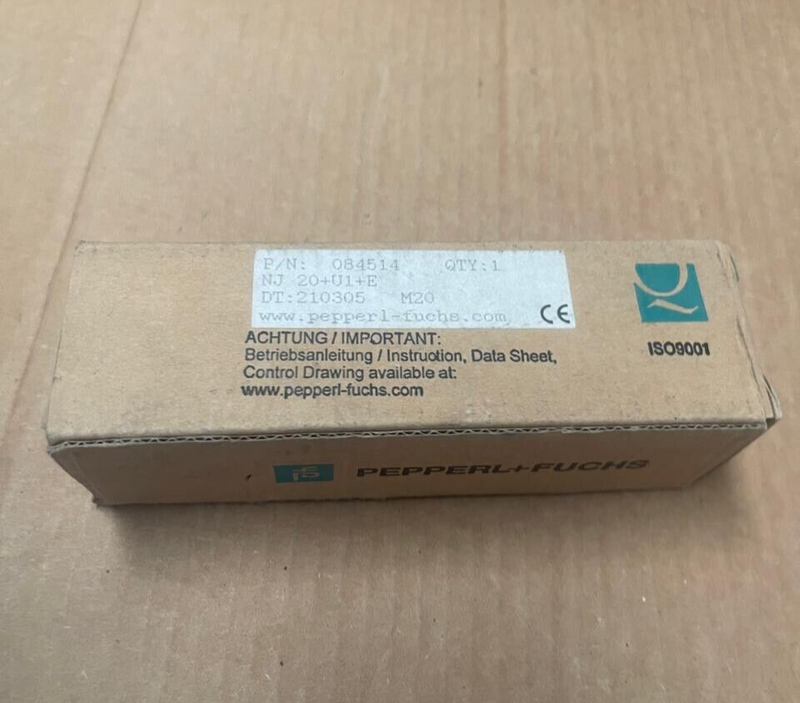 P/N: 084514 QTY:1
NJ 20+U1+E
DT:210305 M20
www.pepperl-fuchs.com CE
ACHTUNG / IMPORTANT:
Betriebsanleitung / Instruction, Data Sheet,
Control Drawing available at:
www.pepperl-fuchs.com
ISO9001
PEPPERL+FUCHS